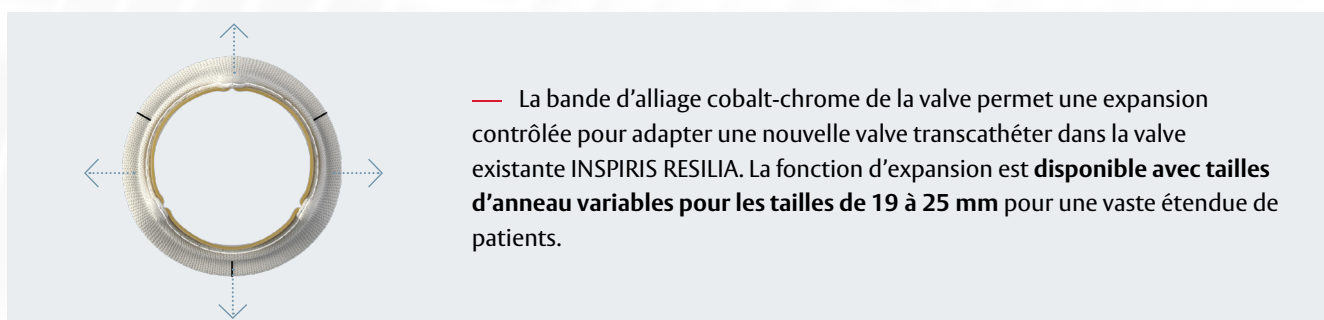 — La bande d’alliage cobalt-chrome de la valve permet une expansion
contrôlée pour adapter une nouvelle valve transcathéter dans la valve
existante INSPIRIS RESILIA. La fonction d’expansion est disponible avec tailles
d’anneau variables pour les tailles de 19 à 25 mm pour une vaste étendue de
patients.